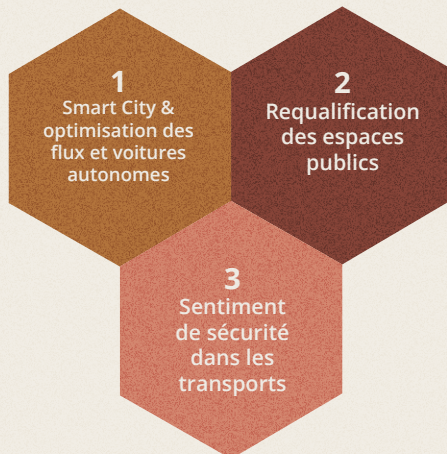 1
Smart City &
optimisation des
flux et voitures
autonomes
2
Requalification
des espaces
publics
3
Sentiment
de sécurité
dans les
transports